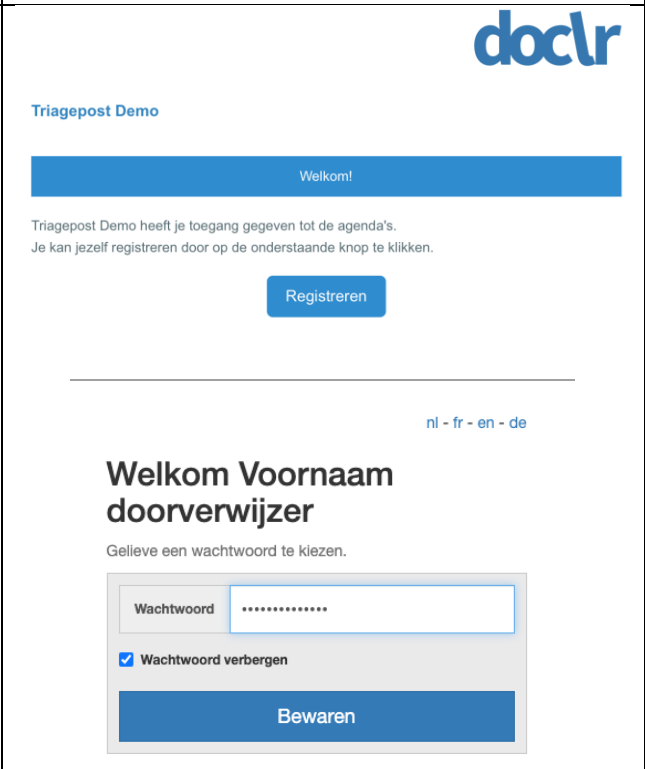 doclr
Triagepost Demo
Welkom!
Triagepost Demo heeft je toegang gegeven tot de agenda's.
Je kan jezelf registreren door op de onderstaande knop te klikken.
Registreren
nl - fr - en - de
Welkom Voornaam
doorverwijzer
Gelieve een wachtwoord te kiezen.
Wachtwoord ••••••••••••••
Wachtwoord verbergen
Bewaren